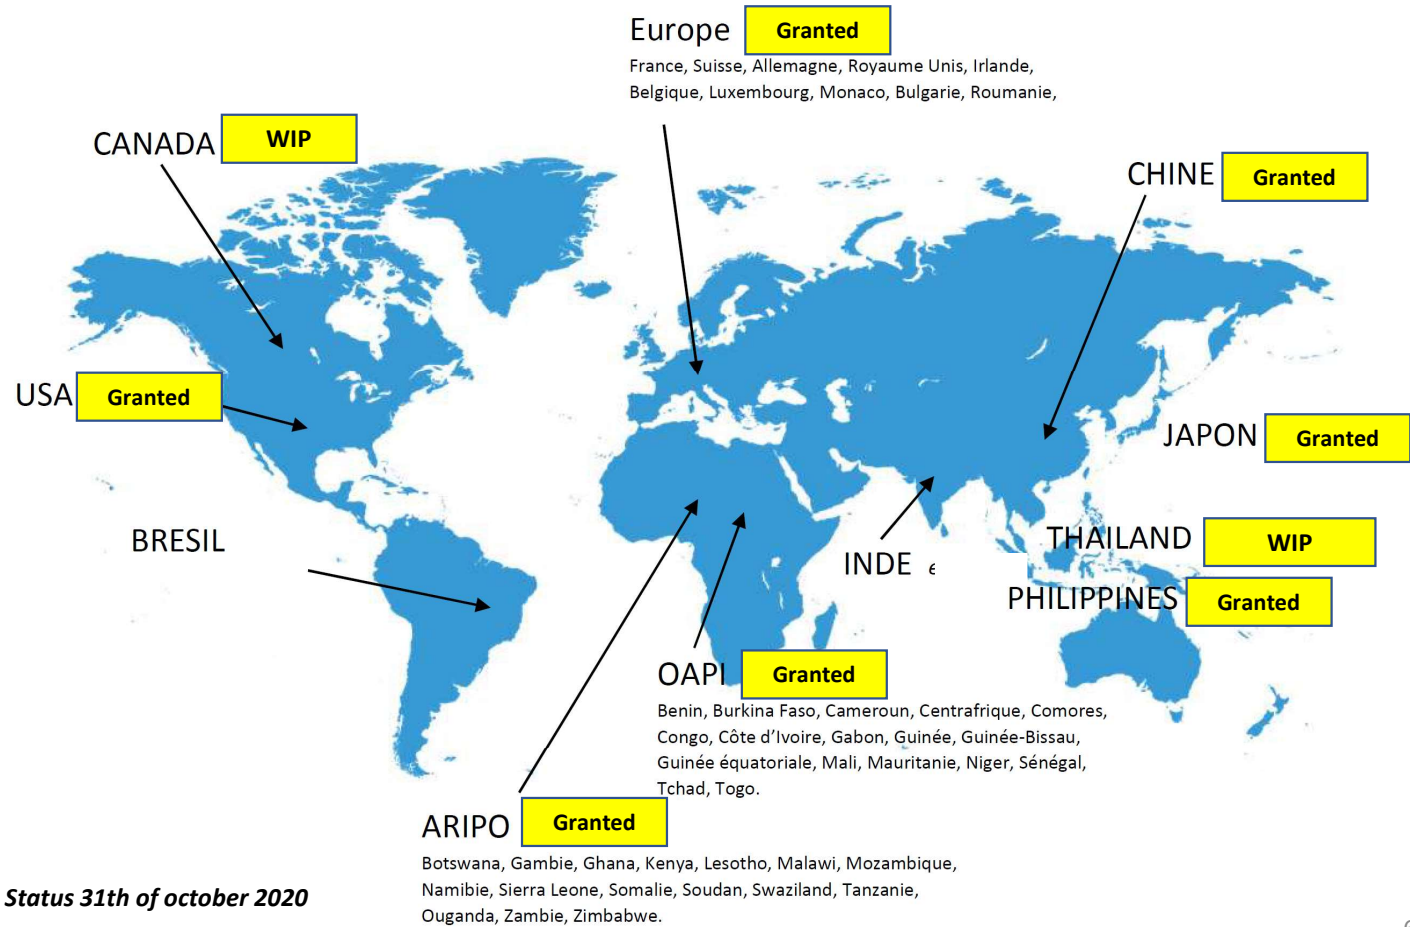 Europe Granted
France, Suisse, Allemagne, Royaume Unis, Irlande,
Belgique, Luxembourg, Monaco, Bulgarie, Roumanie,
CANADA WIP
CHINE Granted
USA Granted
JAPON Granted
BRESIL
INDE
THAILAND WIP
PHILIPPINES Granted
OAPI Granted
Benin, Burkina Faso, Cameroun, Centrafrique, Comores,
Congo, Côte d'Ivoire, Gabon, Guinée, Guinée-Bissau,
Guinée équatoriale, Mali, Mauritanie, Niger, Sénégal,
Tchad, Togo.
ARIPO Granted
Botswana, Gambie, Ghana, Kenya, Lesotho, Malawi, Mozambique,
Namibie, Sierra Leone, Somalie, Soudan, Swaziland, Tanzanie,
Ouganda, Zambie, Zimbabwe.
Status 31th of october 2020